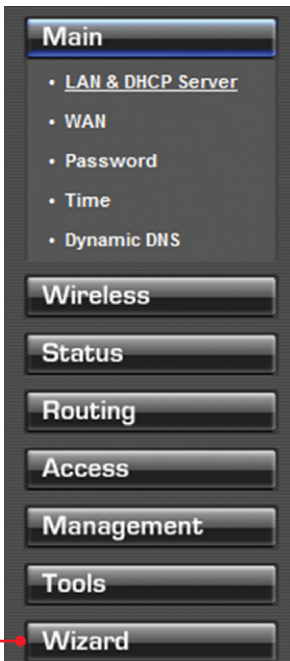 Main
• LAN & DHCP Server
• WAN
• Password
• Time
• Dynamic DNS
Wireless
Status
Routing
Access
Management
Tools
Wizard